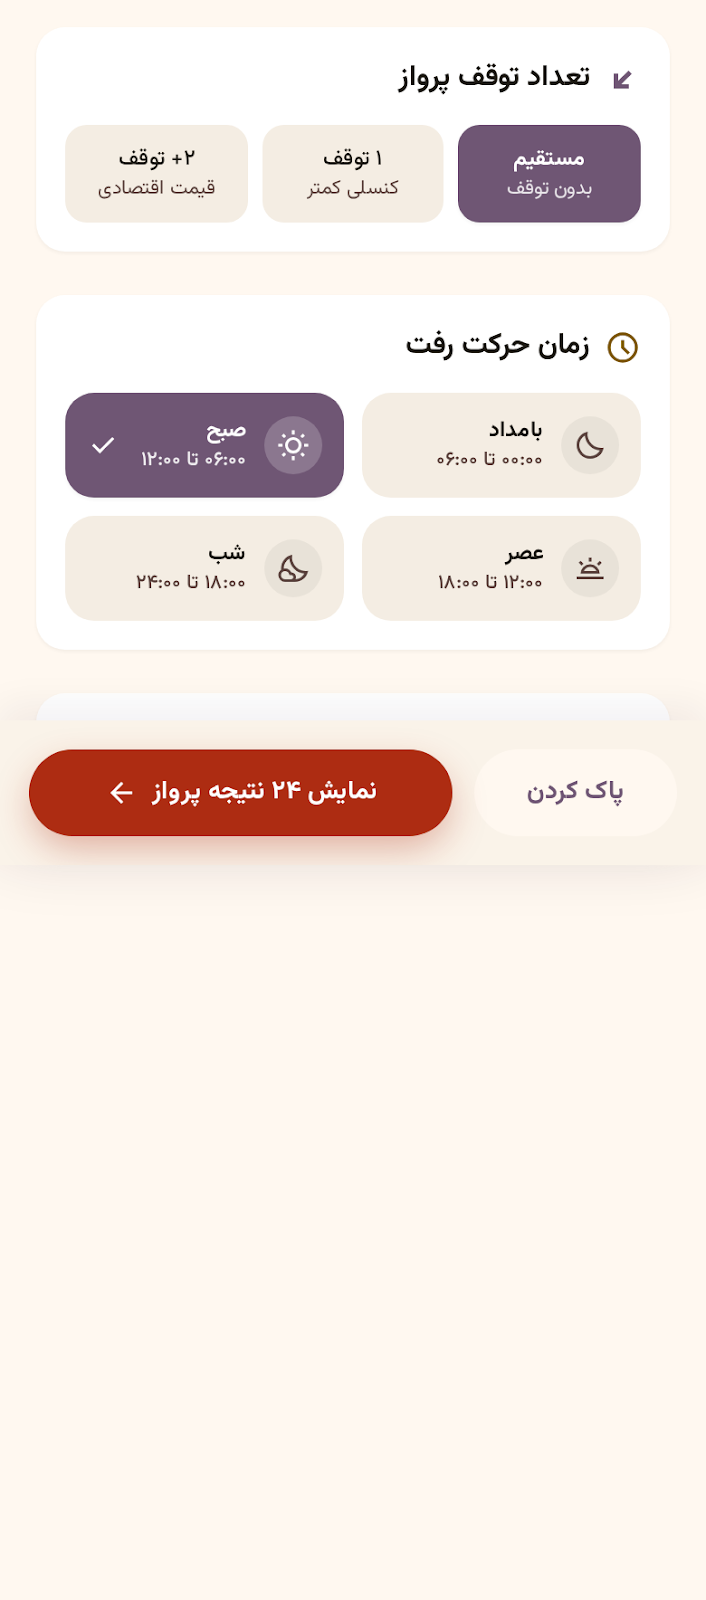 تعداد توقف پرواز
مستقیم
بدون توقف
۱ توقف
کنسلی کمتر
۲+ توقف
قیمت اقتصادی
زمان حرکت رفت
بامداد
۰۰:۰۰ تا ۰۶:۰۰
صبح
۰۶:۰۰ تا ۱۲:۰۰
عصر
۱۲:۰۰ تا ۱۸:۰۰
شب
۱۸:۰۰ تا ۲۴:۰۰
پاک کردن
نمایش ۲۴ نتیجه پرواز